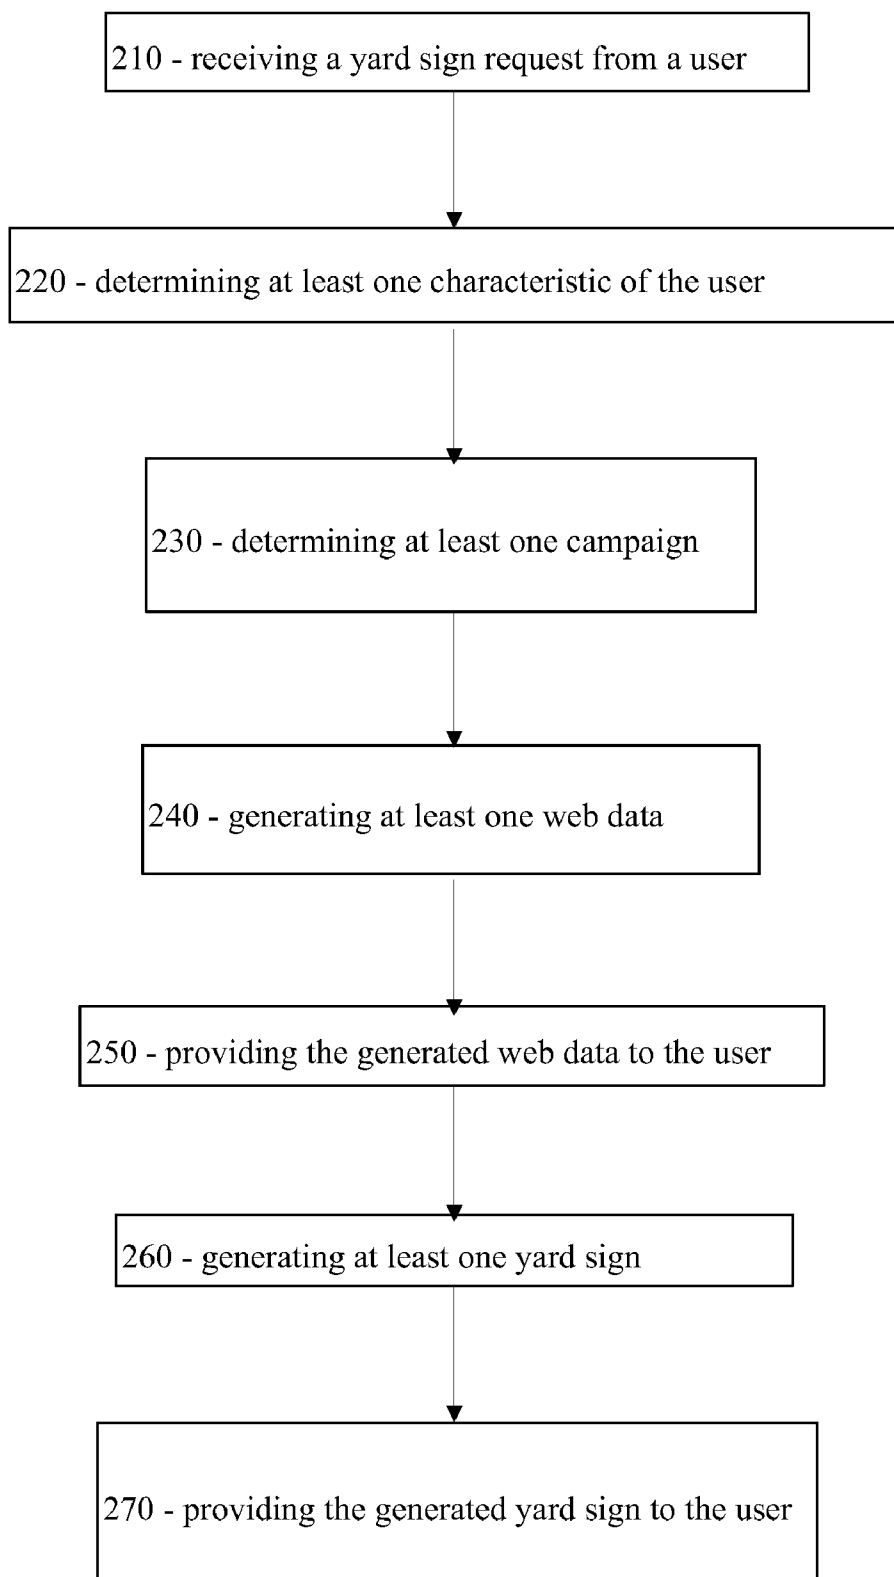 210 - receiving a yard sign request from a user
220 - determining at least one characteristic of the user
230 - determining at least one campaign
240 - generating at least one web data
250 - providing the generated web data to the user
260 - generating at least one yard sign
270 - providing the generated yard sign to the user